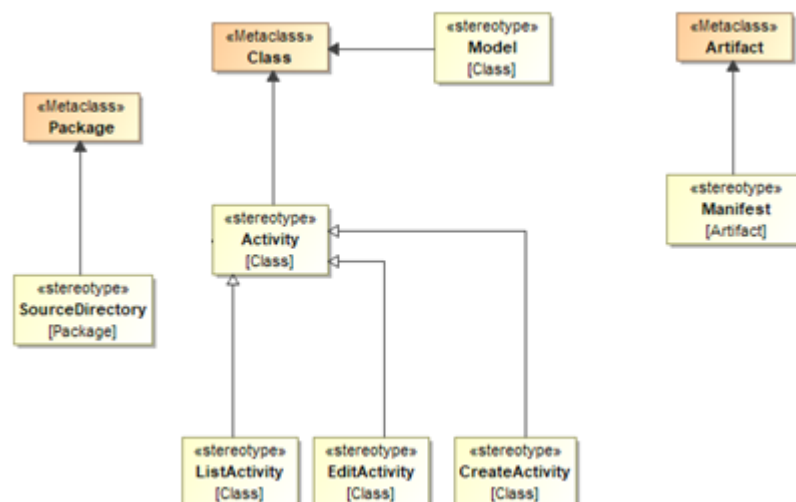 «Metaclass»
Class
«stereotype»
Model
[Class]
«Metaclass»
Artifact
«Metaclass»
Package
«stereotype»
Manifest
[Artifact]
«stereotype»
Activity
[Class]
«stereotype»
SourceDirectory
[Package]
«stereotype»
ListActivity
[Class]
«stereotype»
EditActivity
[Class]
«stereotype»
CreateActivity
[Class]